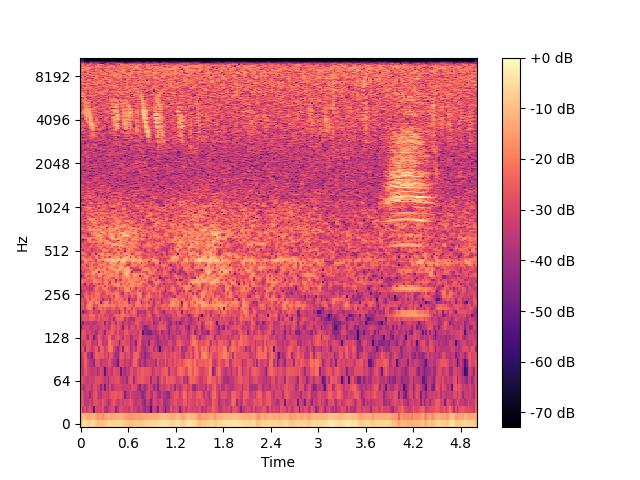 8192
4096
2048
1024
512
256
128
64
0
Hz
0 0.6 1.2 1.8 2.4 3 3.6 4.2 4.8
Time
+0 dB
-10 dB
-20 dB
-30 dB
-40 dB
-50 dB
-60 dB
-70 dB